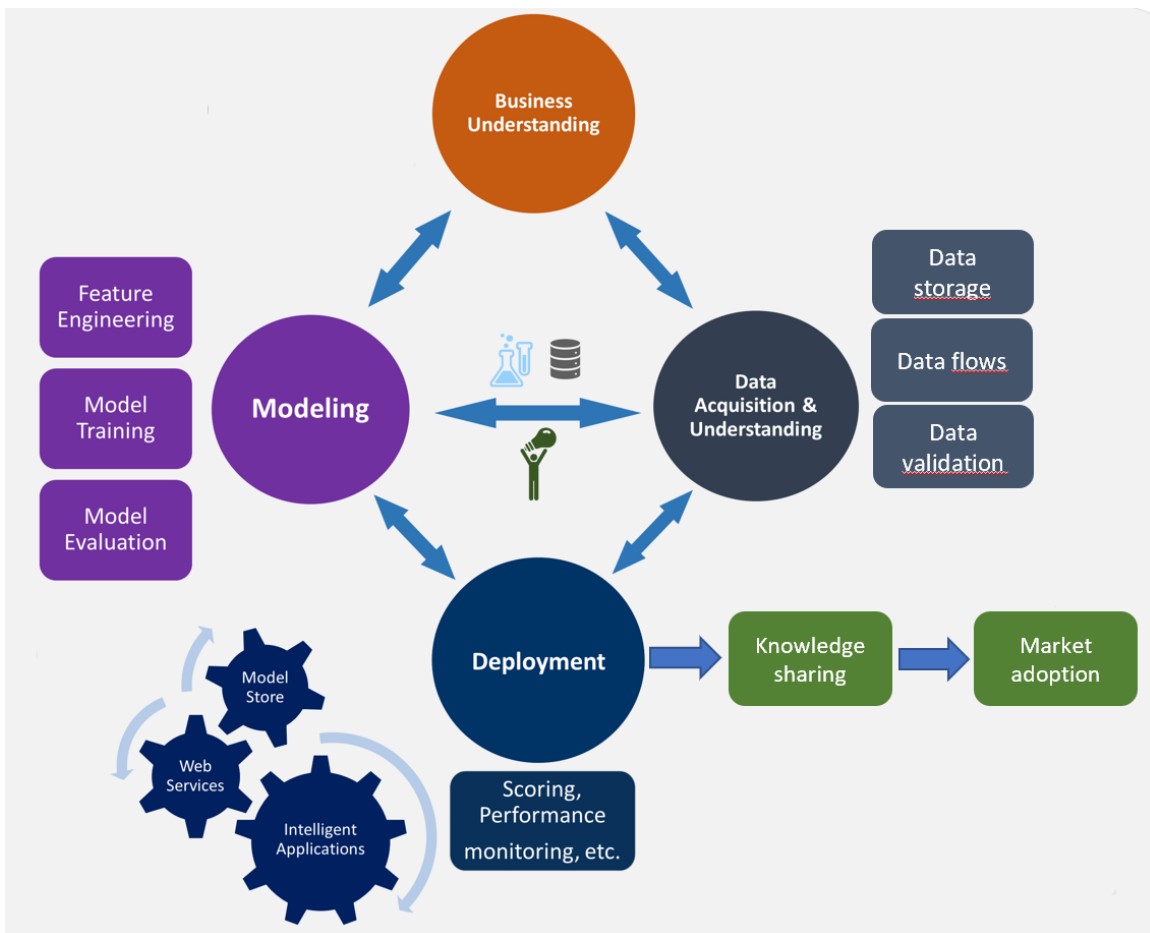 Business
Understanding
Feature
Engineering
Model
Training
Model
Evaluation
Modeling
Data
Acquisition &
Understanding
Data
storage
Data flows
Data
validation
Deployment
Knowledge
sharing
Market
adoption
Model
Store
Web
Services
Intelligent
Applications
Scoring,
Performance
monitoring, etc.